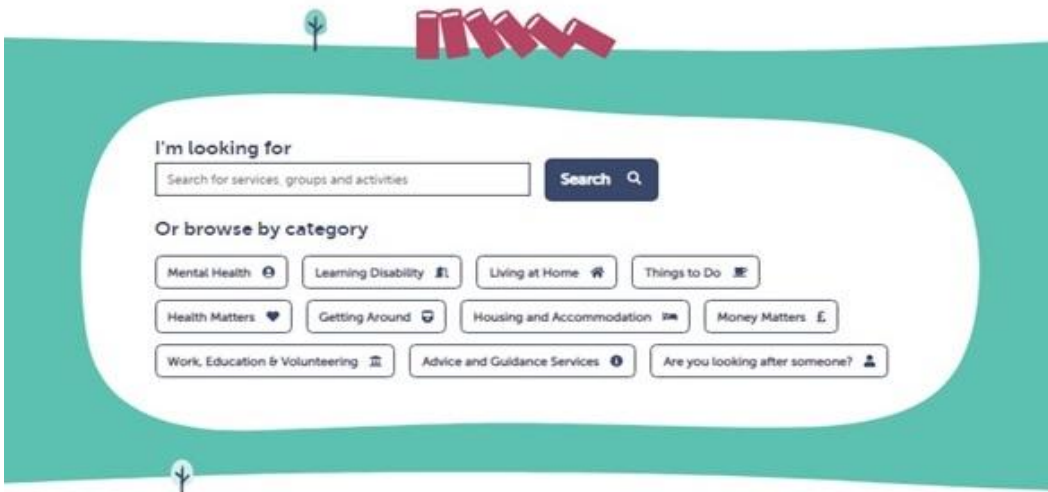 I'm looking for
Search for services, groups and activities
Search
Or browse by category
Mental Health
Learning Disability
Living at Home
Things to Do
Health Matters
Getting Around
Housing and Accommodation
Money Matters £
Work, Education & Volunteering
Advice and Guidance Services
Are you looking after someone?